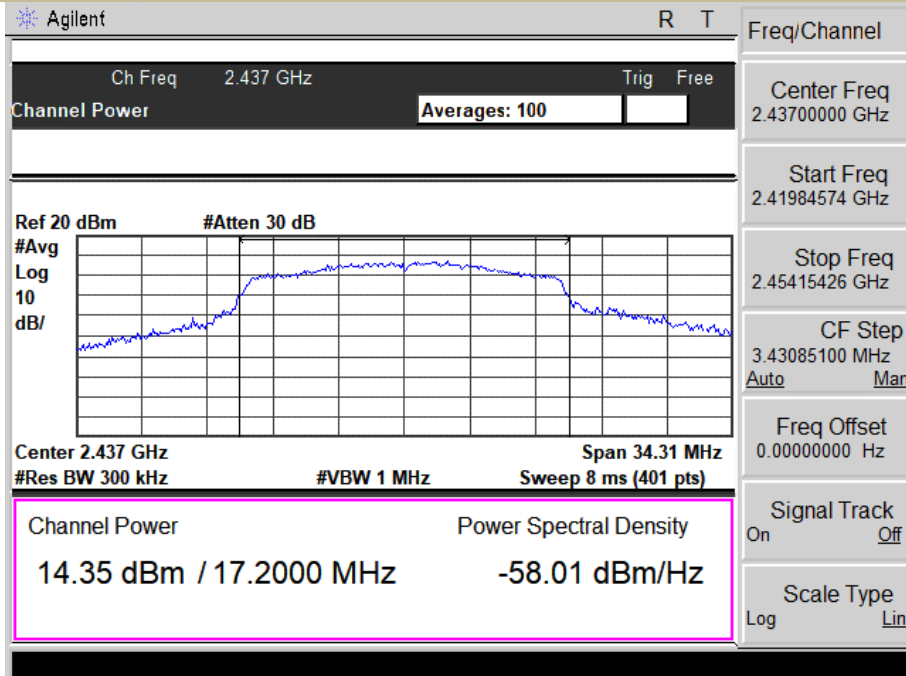 Agilent R T
Ch Freq 2.437 GHz Trig Free
Channel Power Averages: 100
Ref 20 dBm #Atten 30 dB
#Avg
Log
10
dB/
Center 2.437 GHz Span 34.31 MHz
#Res BW 300 kHz #VBW 1 MHz Sweep 8 ms (401 pts)
Channel Power Power Spectral Density
14.35 dBm / 17.2000 MHz -58.01 dBm/Hz
Freq/Channel
Center Freq
2.43700000 GHz
Start Freq
2.41984574 GHz
Stop Freq
2.45415426 GHz
CF Step
3.43085100 MHz
Auto Man
Freq Offset
0.00000000 Hz
Signal Track
On Off
Scale Type
Log Lin